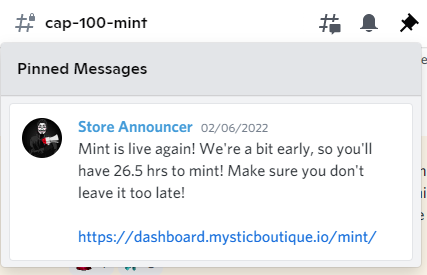 cap-100-mint
Pinned Messages
Store Announcer 02/06/2022
Mint is live again! We're a bit early, so you'll
have 26.5 hrs to mint! Make sure you don't
leave it too late!
https://dashboard.mysticboutique.io/mint/